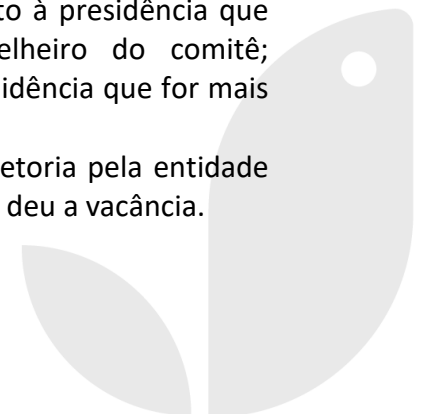 to à presidência que
elheiro do comitê;
idência que for mais
etoria pela entidade
deu a vacância.